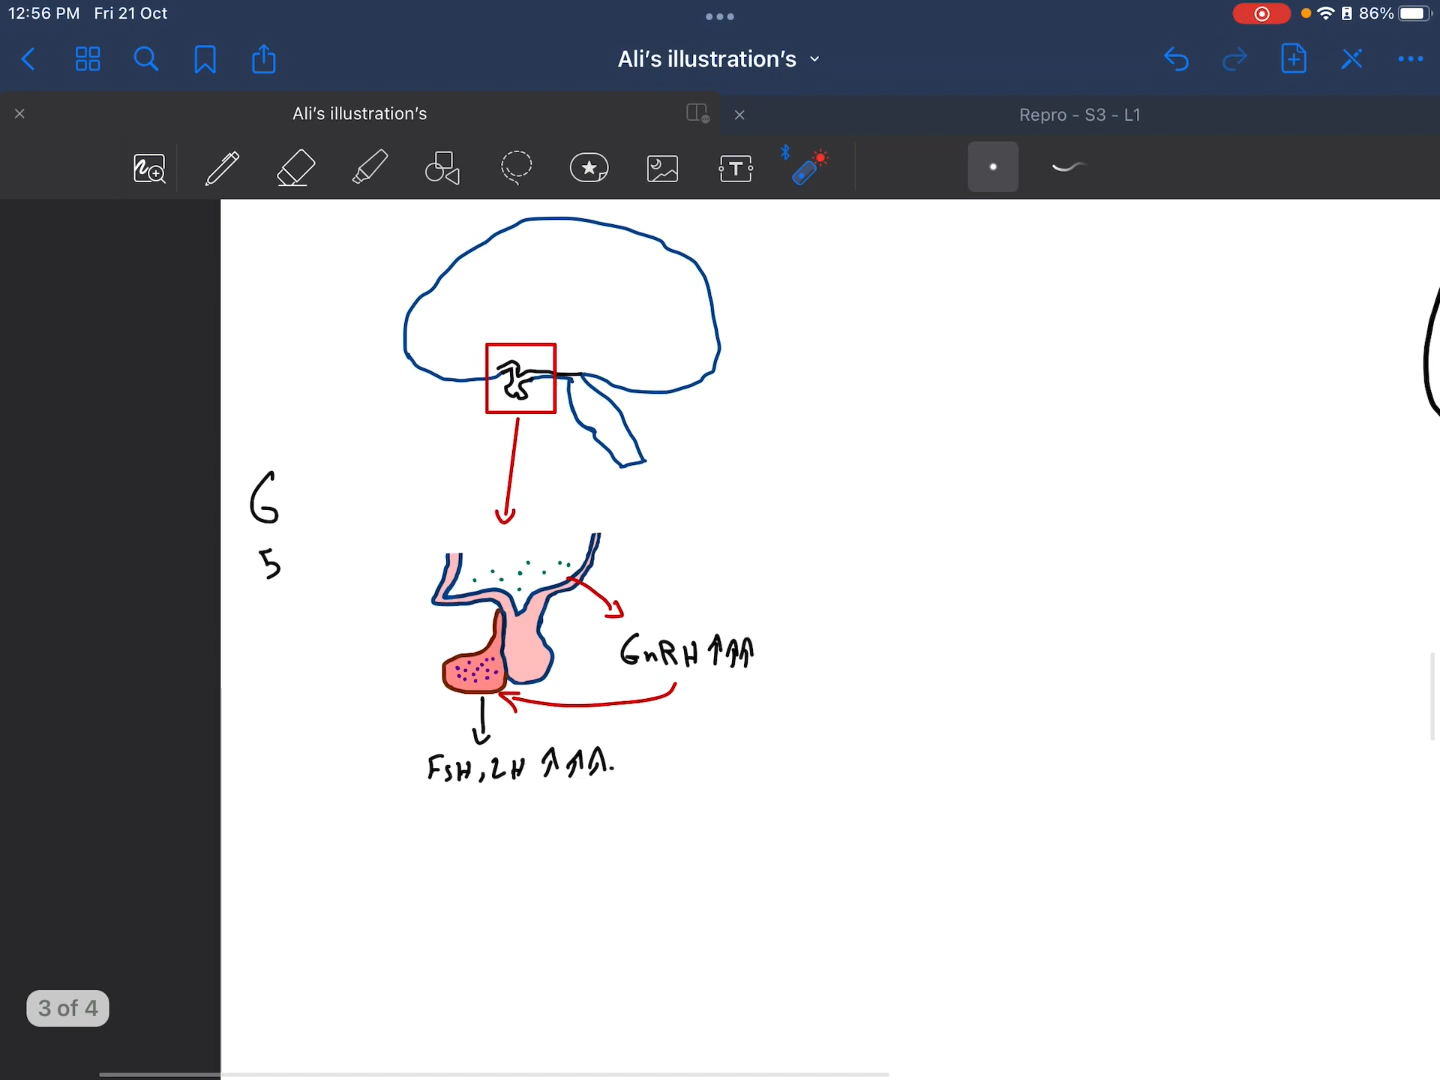 12:56 PM Fri 21 Oct
86%
Ali's illustration's
Ali's illustration's
Repro - S3 - L1
T
G
5
GnRH ↑↑↑
FSH, LH ↑↑↑.
3 of 4